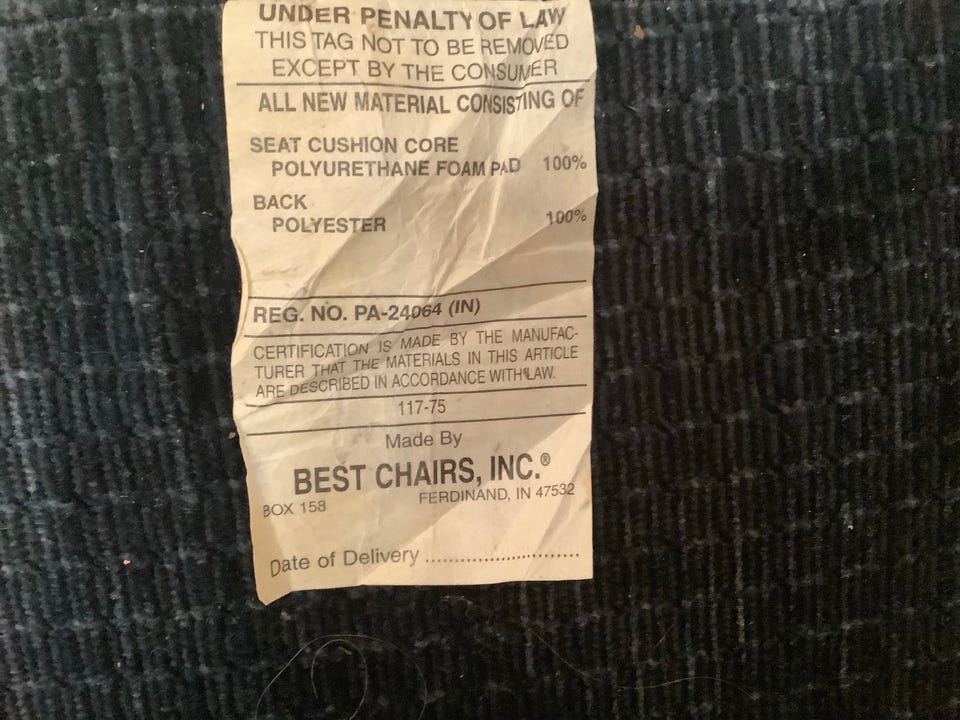 UNDER PENALTY OF LAW
THIS TAG NOT TO BE REMOVED
EXCEPT BY THE CONSUMER
ALL NEW MATERIAL CONSISTING OF
SEAT CUSHION CORE
POLYURETHANE FOAM PAD 100%
BACK
POLYESTER 100%
REG. NO. PA-24064 (IN)
CERTIFICATION IS MADE BY THE MANUFAC-
TURER THAT THE MATERIALS IN THIS ARTICLE
ARE DESCRIBED IN ACCORDANCE WITH LAW.
117-75
Made By
BEST CHAIRS, INC.®
BOX 158 FERDINAND, IN 47532
Date of Delivery ............................